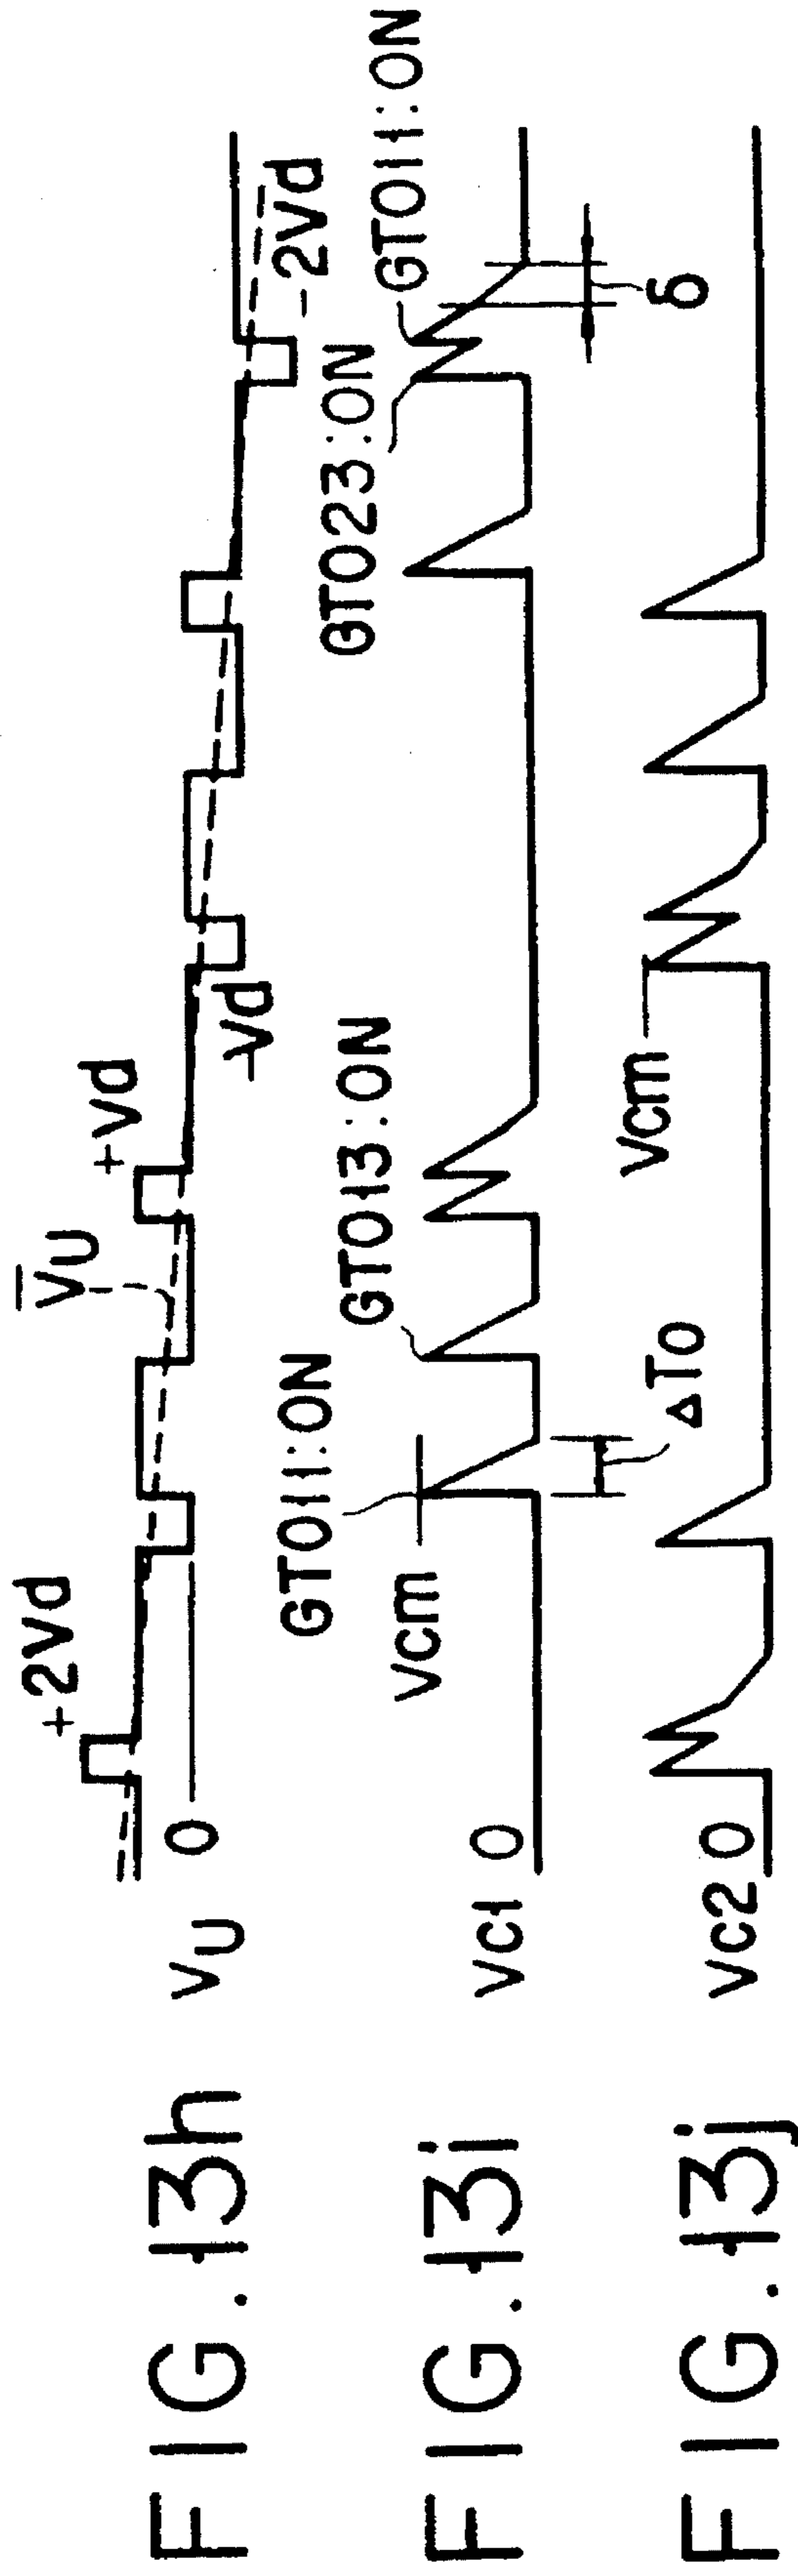 FIG.13h
VU 0
+2Vd
V̅U
+Vd
-Vd
-2Vd
FIG.13i
VC1 0
Vcm
GTO11:ON
ΔTo
GTO13:ON
GTO23:ON
GTO11:ON
δ
FIG.13j
VC2 0
Vcm